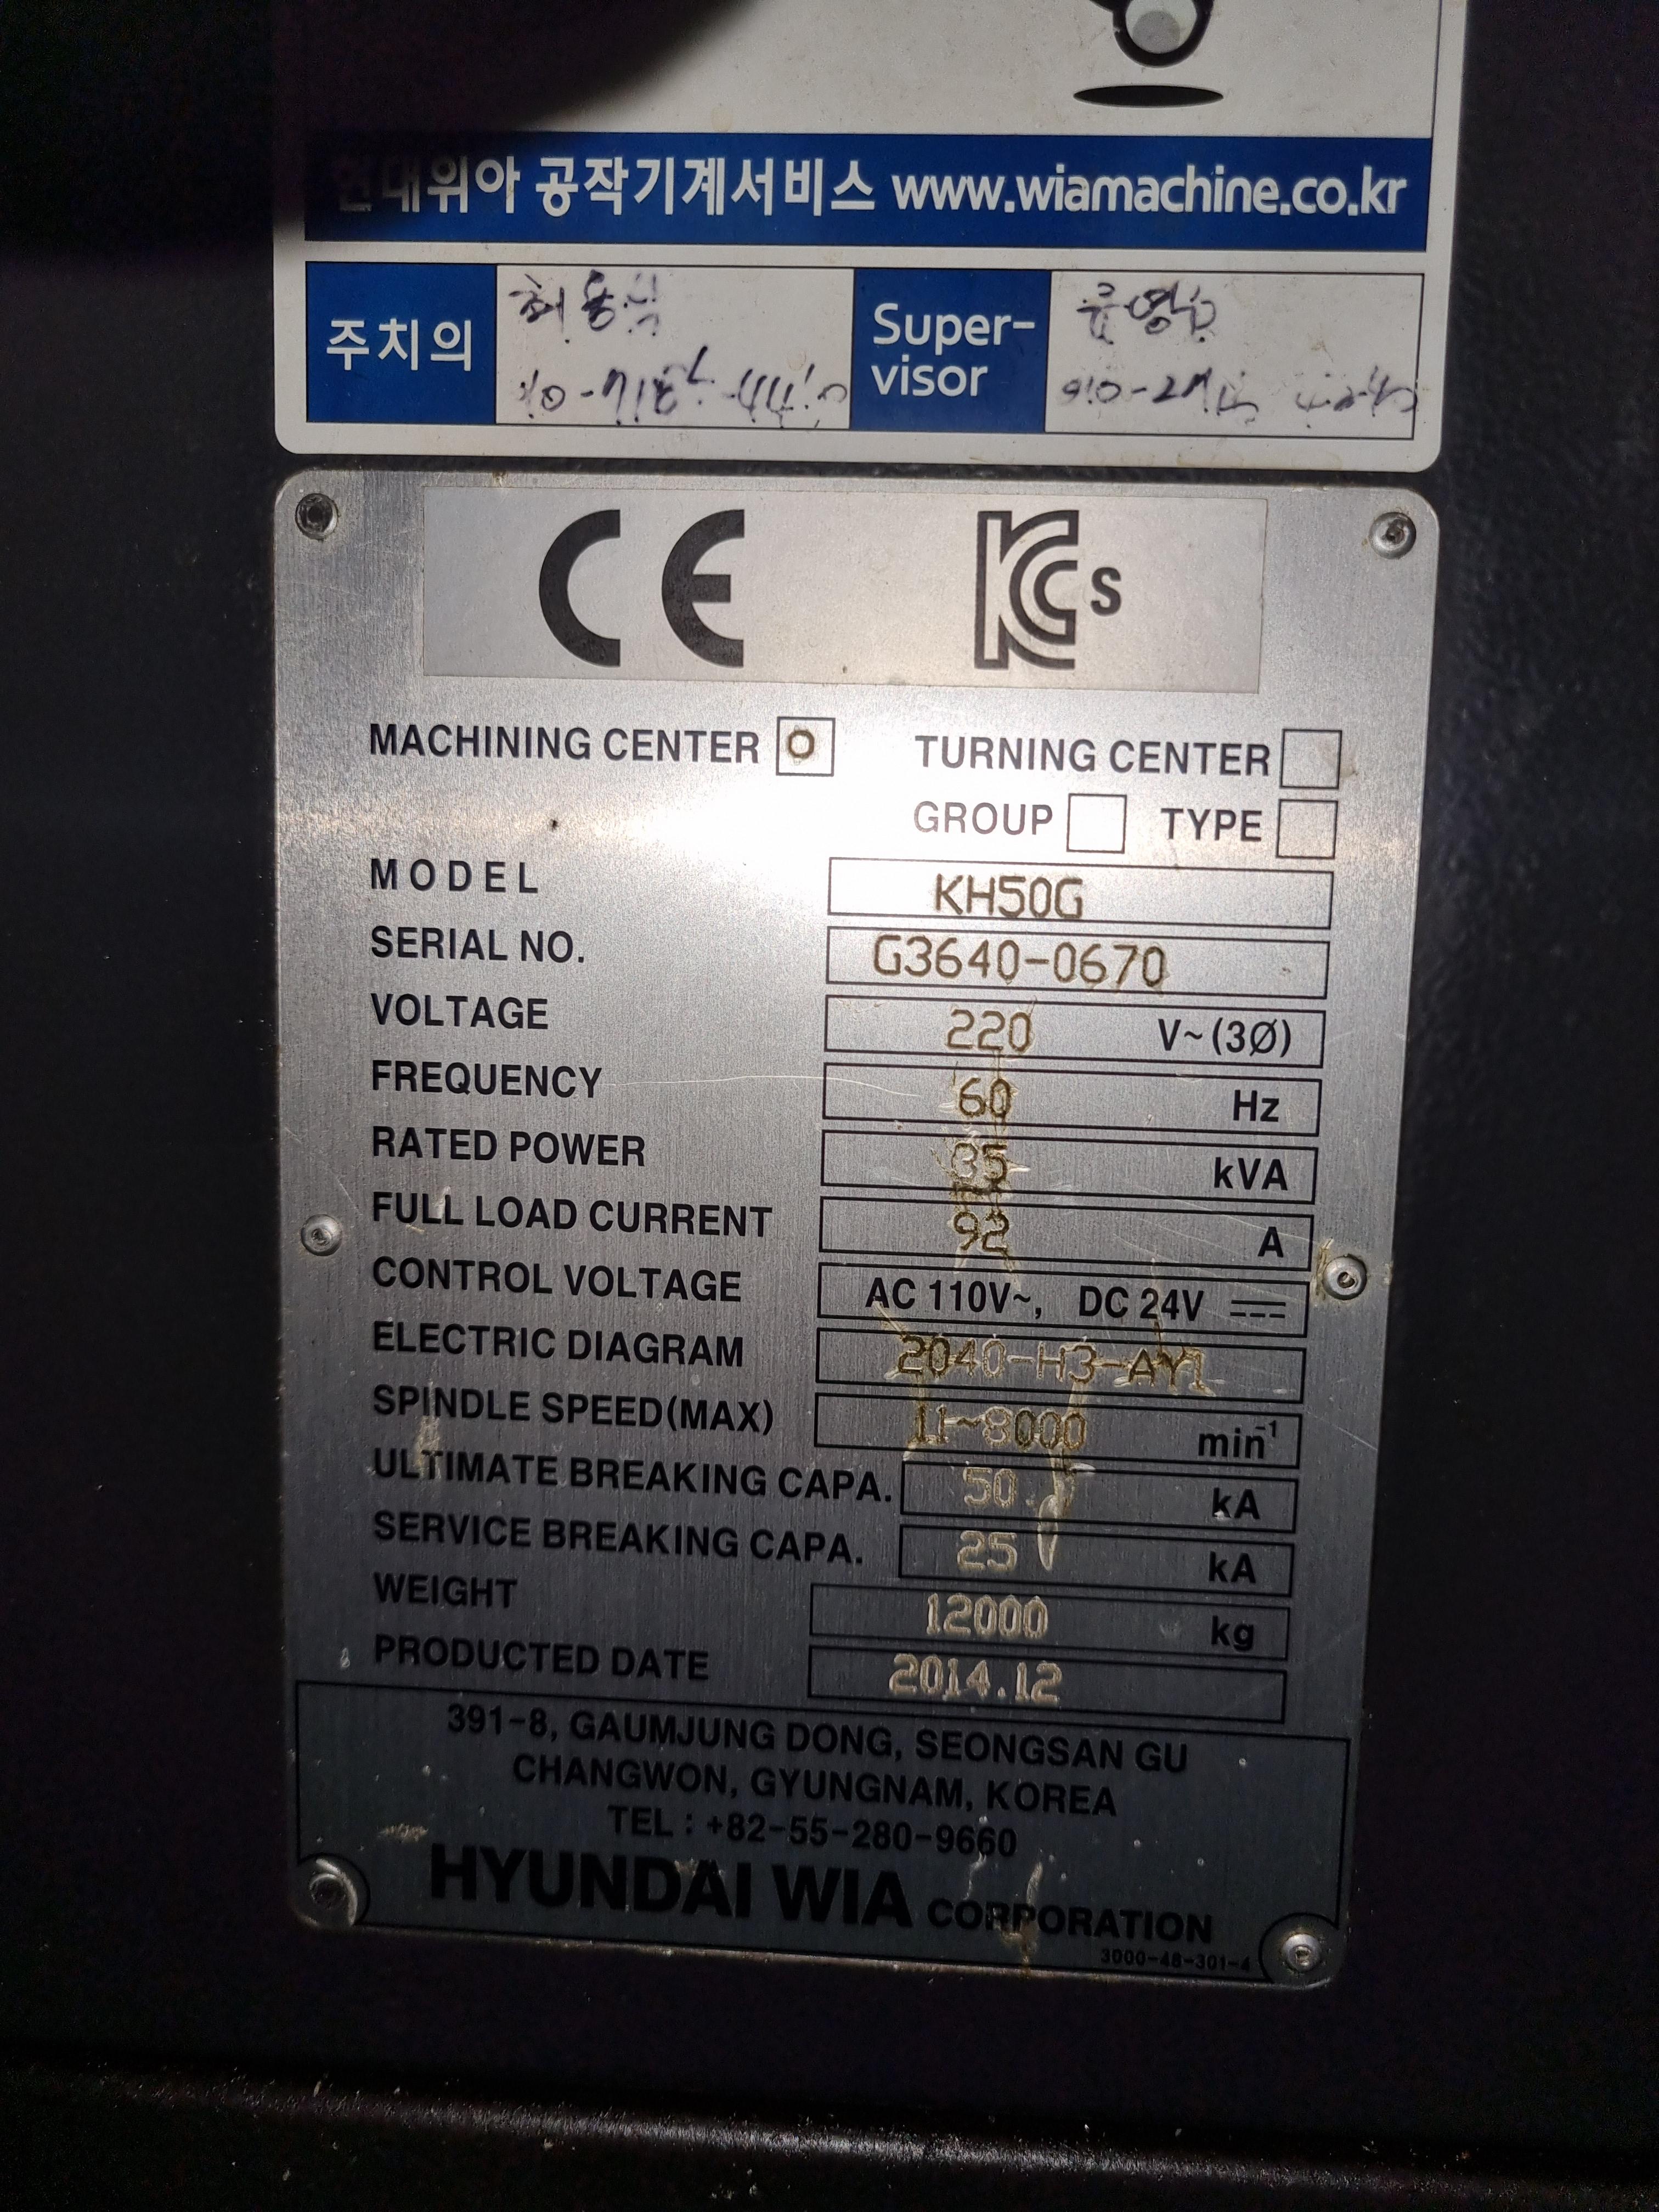 현대위아 공작기계서비스 www.wiamachine.co.kr
주치의
Super-
visor
CE
KCs
MACHINING CENTER O TURNING CENTER
GROUP TYPE
MODEL KH50G
SERIAL NO. G3640-0670
VOLTAGE 220 V~(3Ø)
FREQUENCY 60 Hz
RATED POWER 35 kVA
FULL LOAD CURRENT 92 A
CONTROL VOLTAGE AC 110V~, DC 24V ⎓
ELECTRIC DIAGRAM 2040-H3-AY1
SPINDLE SPEED(MAX) 11~8000 min⁻¹
ULTIMATE BREAKING CAPA. 50 kA
SERVICE BREAKING CAPA. 25 kA
WEIGHT 12000 kg
PRODUCTED DATE 2014.12
391-8, GAUMJUNG DONG, SEONGSAN GU
CHANGWON, GYUNGNAM, KOREA
TEL : +82-55-280-9660
HYUNDAI WIA CORPORATION
3000-48-301-4